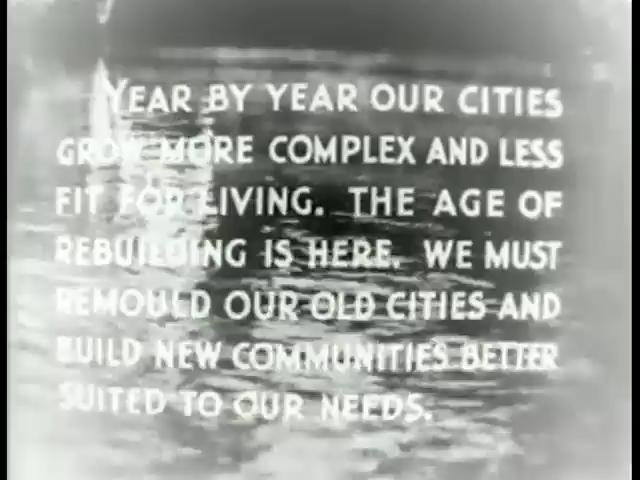 YEAR BY YEAR OUR CITIES
GROW MORE COMPLEX AND LESS
FIT FOR LIVING. THE AGE OF
REBUILDING IS HERE. WE MUST
REMOULD OUR OLD CITIES AND
BUILD NEW COMMUNITIES BETTER
SUITED TO OUR NEEDS.